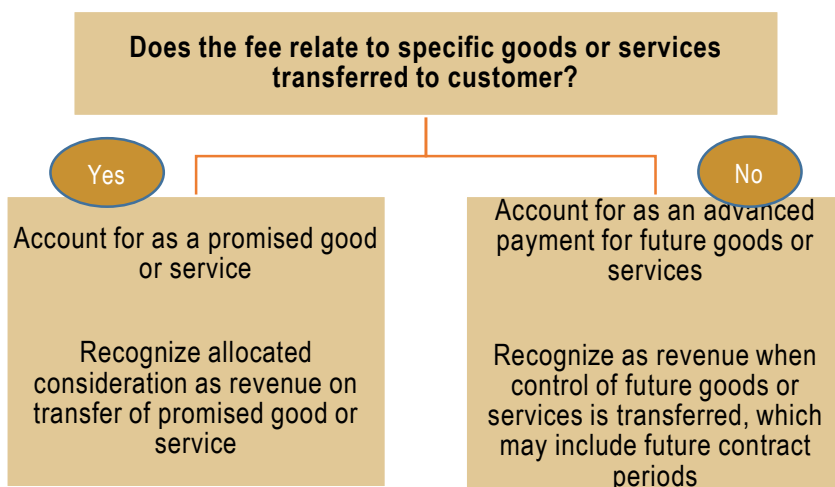 Does the fee relate to specific goods or services
transferred to customer?
Yes
No
Account for as a promised good
or service
Recognize allocated
consideration as revenue on
transfer of promised good or
service
Account for as an advanced
payment for future goods or
services
Recognize as revenue when
control of future goods or
services is transferred, which
may include future contract
periods